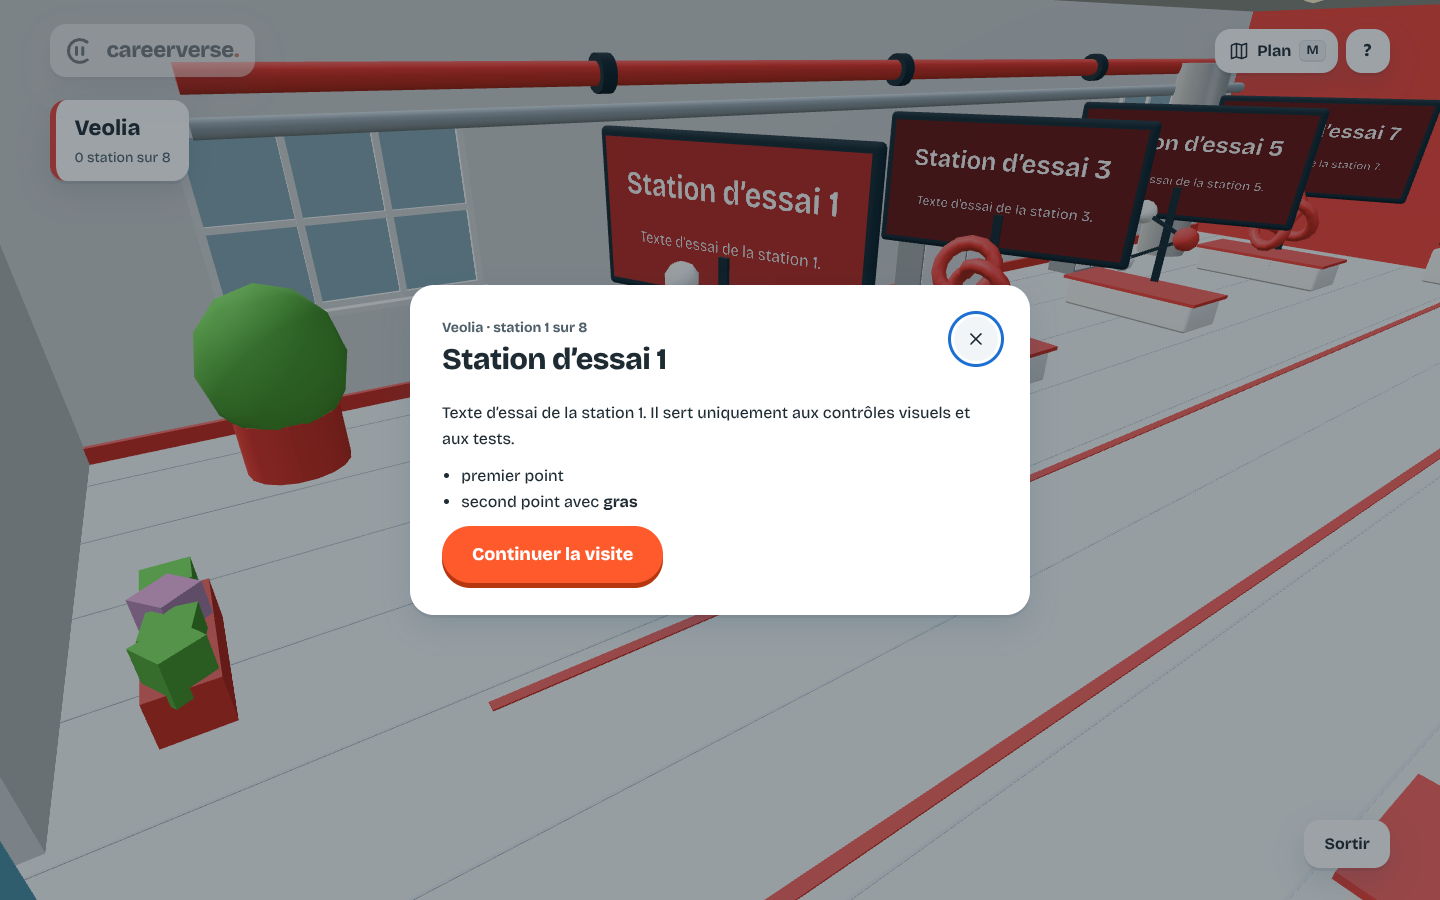 careerverse.
Plan M ?
Veolia
0 station sur 8
Station d'essai 1
Texte d'essai de la station 1.
Station d'essai 3
Texte d'essai de la station 3.
d'essai 5
de la station 5.
d'essai 7
la station 7.
Veolia · station 1 sur 8
Station d'essai 1
Texte d'essai de la station 1. Il sert uniquement aux contrôles visuels et
aux tests.
• premier point
• second point avec gras
Continuer la visite
Sortir